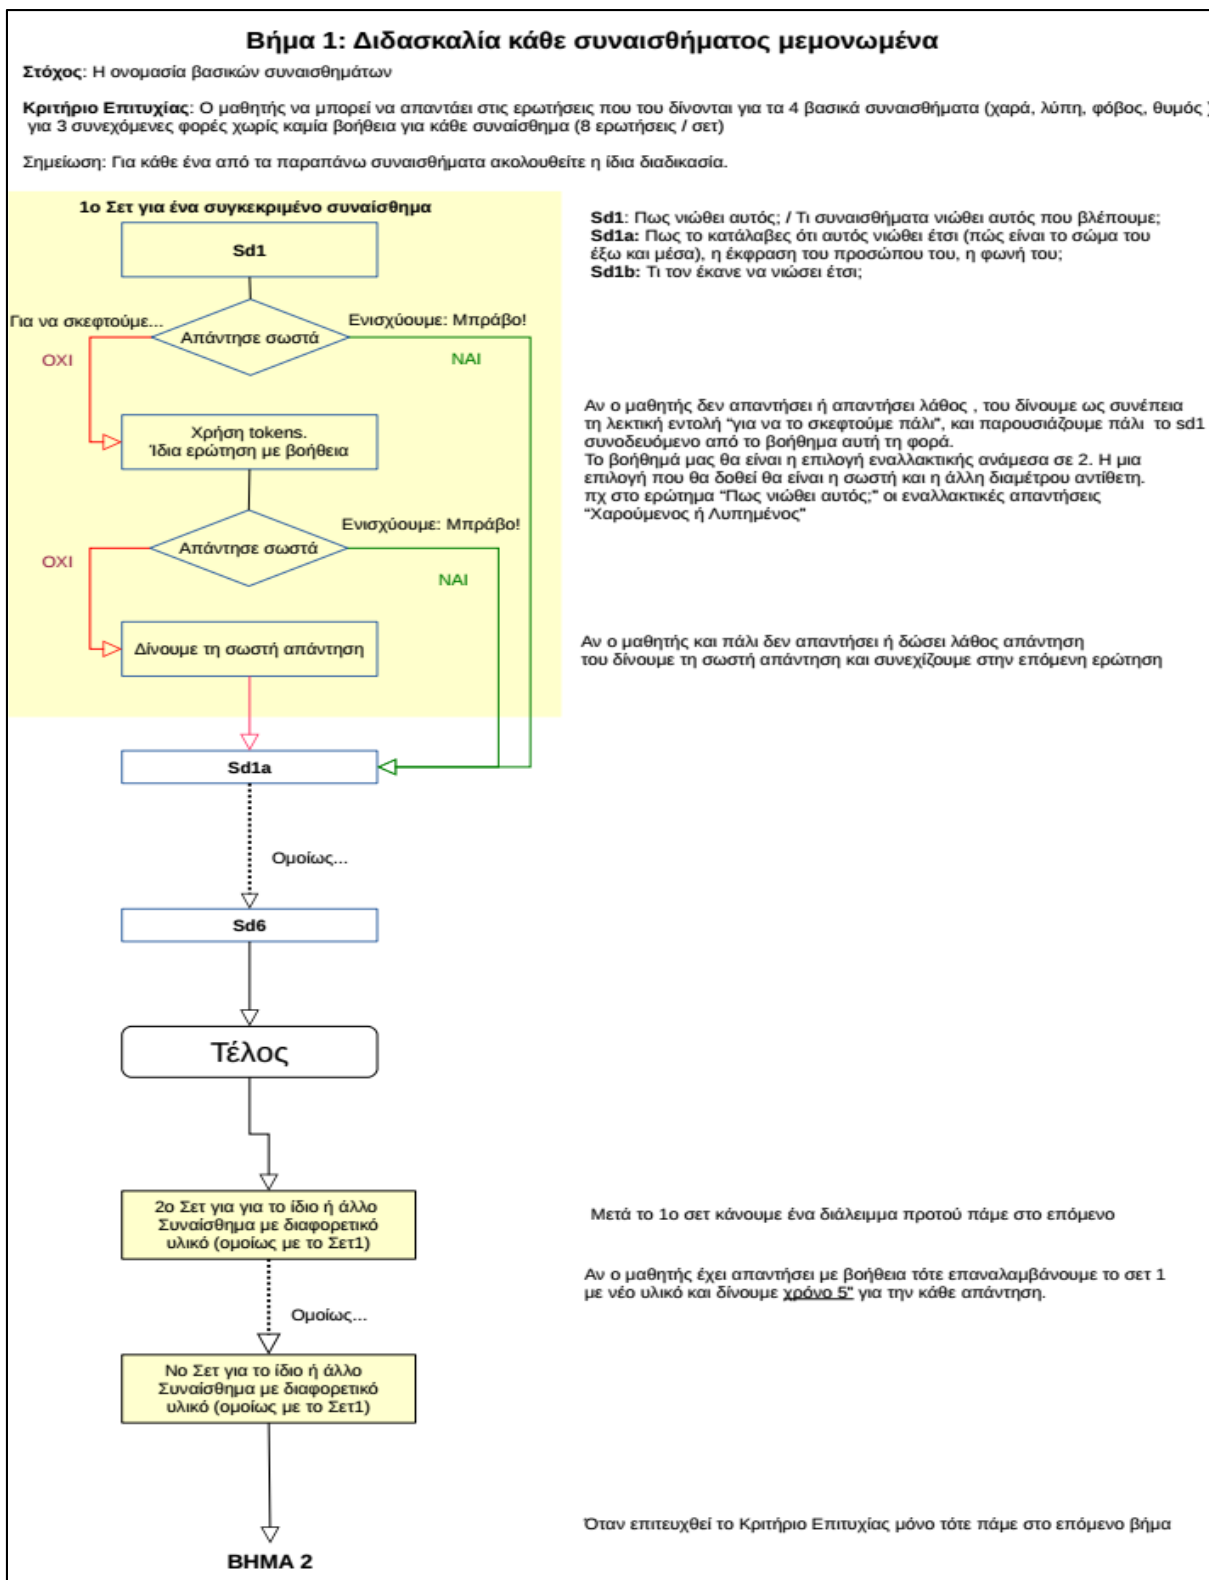 Βήμα 1: Διδασκαλία κάθε συναισθήματος μεμονωμένα
Στόχος: Η ονομασία βασικών συναισθημάτων
Κριτήριο Επιτυχίας: Ο μαθητής να μπορεί να απαντάει στις ερωτήσεις που του δίνονται για τα 4 βασικά συναισθήματα (χαρά, λύπη, φόβος, θυμός )
για 3 συνεχόμενες φορές χωρίς καμία βοήθεια για κάθε συναίσθημα (8 ερωτήσεις / σετ)
Σημείωση: Για κάθε ένα από τα παραπάνω συναισθήματα ακολουθείτε η ίδια διαδικασία.
1ο Σετ για ένα συγκεκριμένο συναίσθημα
Sd1
Sd1: Πως νιώθει αυτός; / Τι συναισθήματα νιώθει αυτός που βλέπουμε;
Sd1a: Πως το κατάλαβες ότι αυτός νιώθει έτσι (πώς είναι το σώμα του
έξω και μέσα), η έκφραση του προσώπου του, η φωνή του;
Sd1b: Τι τον έκανε να νιώσει έτσι;
Για να σκεφτούμε...
Ενισχύουμε: Μπράβο!
Απάντησε σωστά
ΟΧΙ
ΝΑΙ
Χρήση tokens.
Ίδια ερώτηση με βοήθεια
Αν ο μαθητής δεν απαντήσει ή απαντήσει λάθος , του δίνουμε ως συνέπεια
τη λεκτική εντολή “για να το σκεφτούμε πάλι”, και παρουσιάζουμε πάλι το sd1
συνοδευόμενο από το βοήθημα αυτή τη φορά.
Το βοήθημά μας θα είναι η επιλογή εναλλακτικής ανάμεσα σε 2. Η μια
επιλογή που θα δοθεί θα είναι η σωστή και η άλλη διαμέτρου αντίθετη.
πχ στο ερώτημα “Πως νιώθει αυτός;” οι εναλλακτικές απαντήσεις
“Χαρούμενος ή Λυπημένος”
Ενισχύουμε: Μπράβο!
Απάντησε σωστά
ΟΧΙ
ΝΑΙ
Δίνουμε τη σωστή απάντηση
Αν ο μαθητής και πάλι δεν απαντήσει ή δώσει λάθος απάντηση
του δίνουμε τη σωστή απάντηση και συνεχίζουμε στην επόμενη ερώτηση
Sd1a
Ομοίως...
Sd6
Τέλος
2ο Σετ για για το ίδιο ή άλλο
Συναίσθημα με διαφορετικό
υλικό (ομοίως με το Σετ1)
Μετά το 1ο σετ κάνουμε ένα διάλειμμα προτού πάμε στο επόμενο
Αν ο μαθητής έχει απαντήσει με βοήθεια τότε επαναλαμβάνουμε το σετ 1
με νέο υλικό και δίνουμε χρόνο 5" για την κάθε απάντηση.
Ομοίως...
Νο Σετ για το ίδιο ή άλλο
Συναίσθημα με διαφορετικό
υλικό (ομοίως με το Σετ1)
Όταν επιτευχθεί το Κριτήριο Επιτυχίας μόνο τότε πάμε στο επόμενο βήμα
ΒΗΜΑ 2